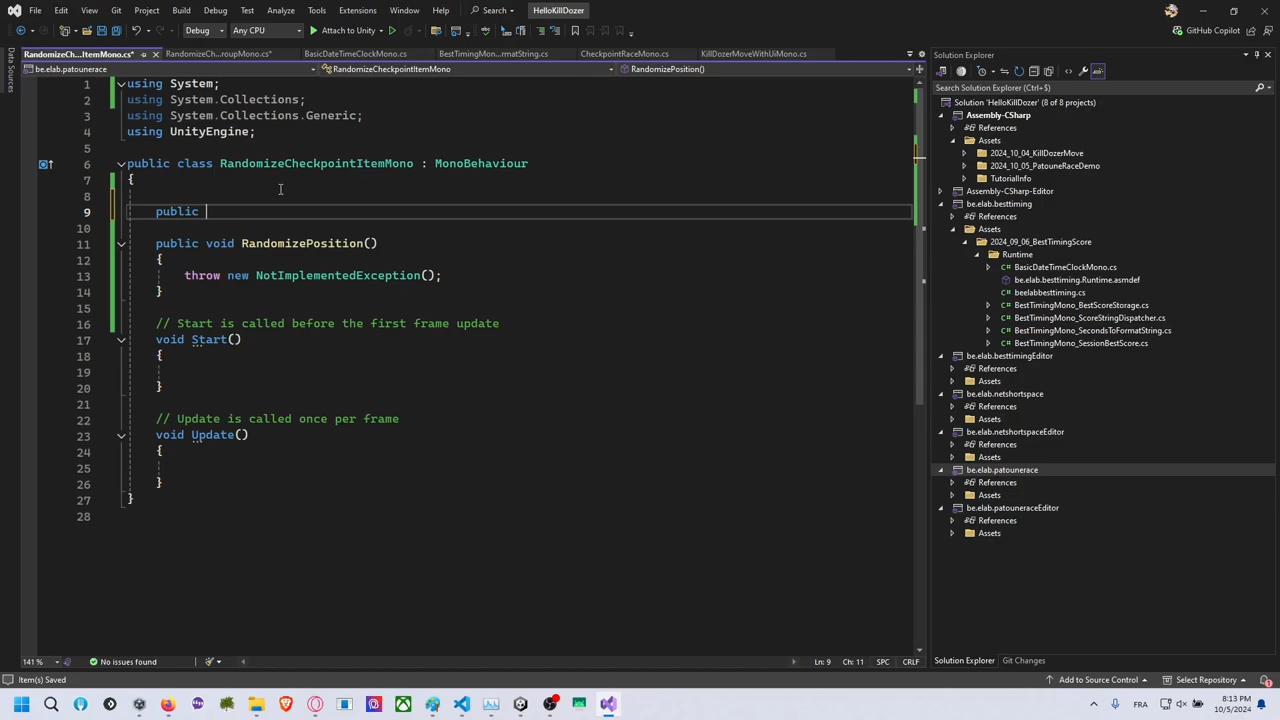 File Edit View Git Project Build Debug Test Analyze Tools Extensions Window Help Search HelloKillDozer
Debug Any CPU Attach to Unity GitHub Copilot
Data Sources
RandomizeCh...ItemMono.cs* RandomizeCh...roupMono.cs* BasicDateTimeClockMono.cs BestTimingMon...rmatString.cs CheckpointRaceMono.cs KillDozerMoveWithUiMono.cs
be.elab.patounerace RandomizeCheckpointItemMono RandomizePosition()
1 using System;
2 using System.Collections;
3 using System.Collections.Generic;
4 using UnityEngine;
5
6 public class RandomizeCheckpointItemMono : MonoBehaviour
7 {
8
9 public
10
11 public void RandomizePosition()
12 {
13 throw new NotImplementedException();
14 }
15
16 // Start is called before the first frame update
17 void Start()
18 {
19
20 }
21
22 // Update is called once per frame
23 void Update()
24 {
25
26 }
27 }
28
141 % No issues found Ln: 9 Ch: 11 SPC CRLF
Solution Explorer
Search Solution Explorer (Ctrl+$)
Solution 'HelloKillDozer' (8 of 8 projects)
Assembly-CSharp
References
Assets
2024_10_04_KillDozerMove
2024_10_05_PatouneRaceDemo
TutorialInfo
Assembly-CSharp-Editor
be.elab.besttiming
References
Assets
2024_09_06_BestTimingScore
Runtime
C# BasicDateTimeClockMono.cs
be.elab.besttiming.Runtime.asmdef
C# beelabbesttiming.cs
C# BestTimingMono_BestScoreStorage.cs
C# BestTimingMono_ScoreStringDispatcher.cs
C# BestTimingMono_SecondsToFormatString.cs
C# BestTimingMono_SessionBestScore.cs
be.elab.besttimingEditor
References
Assets
be.elab.netshortspace
References
Assets
be.elab.netshortspaceEditor
References
Assets
be.elab.patounerace
References
Assets
be.elab.patouneraceEditor
References
Assets
Solution Explorer Git Changes
Item(s) Saved Add to Source Control Select Repository 1
FRA 8:13 PM
10/5/2024